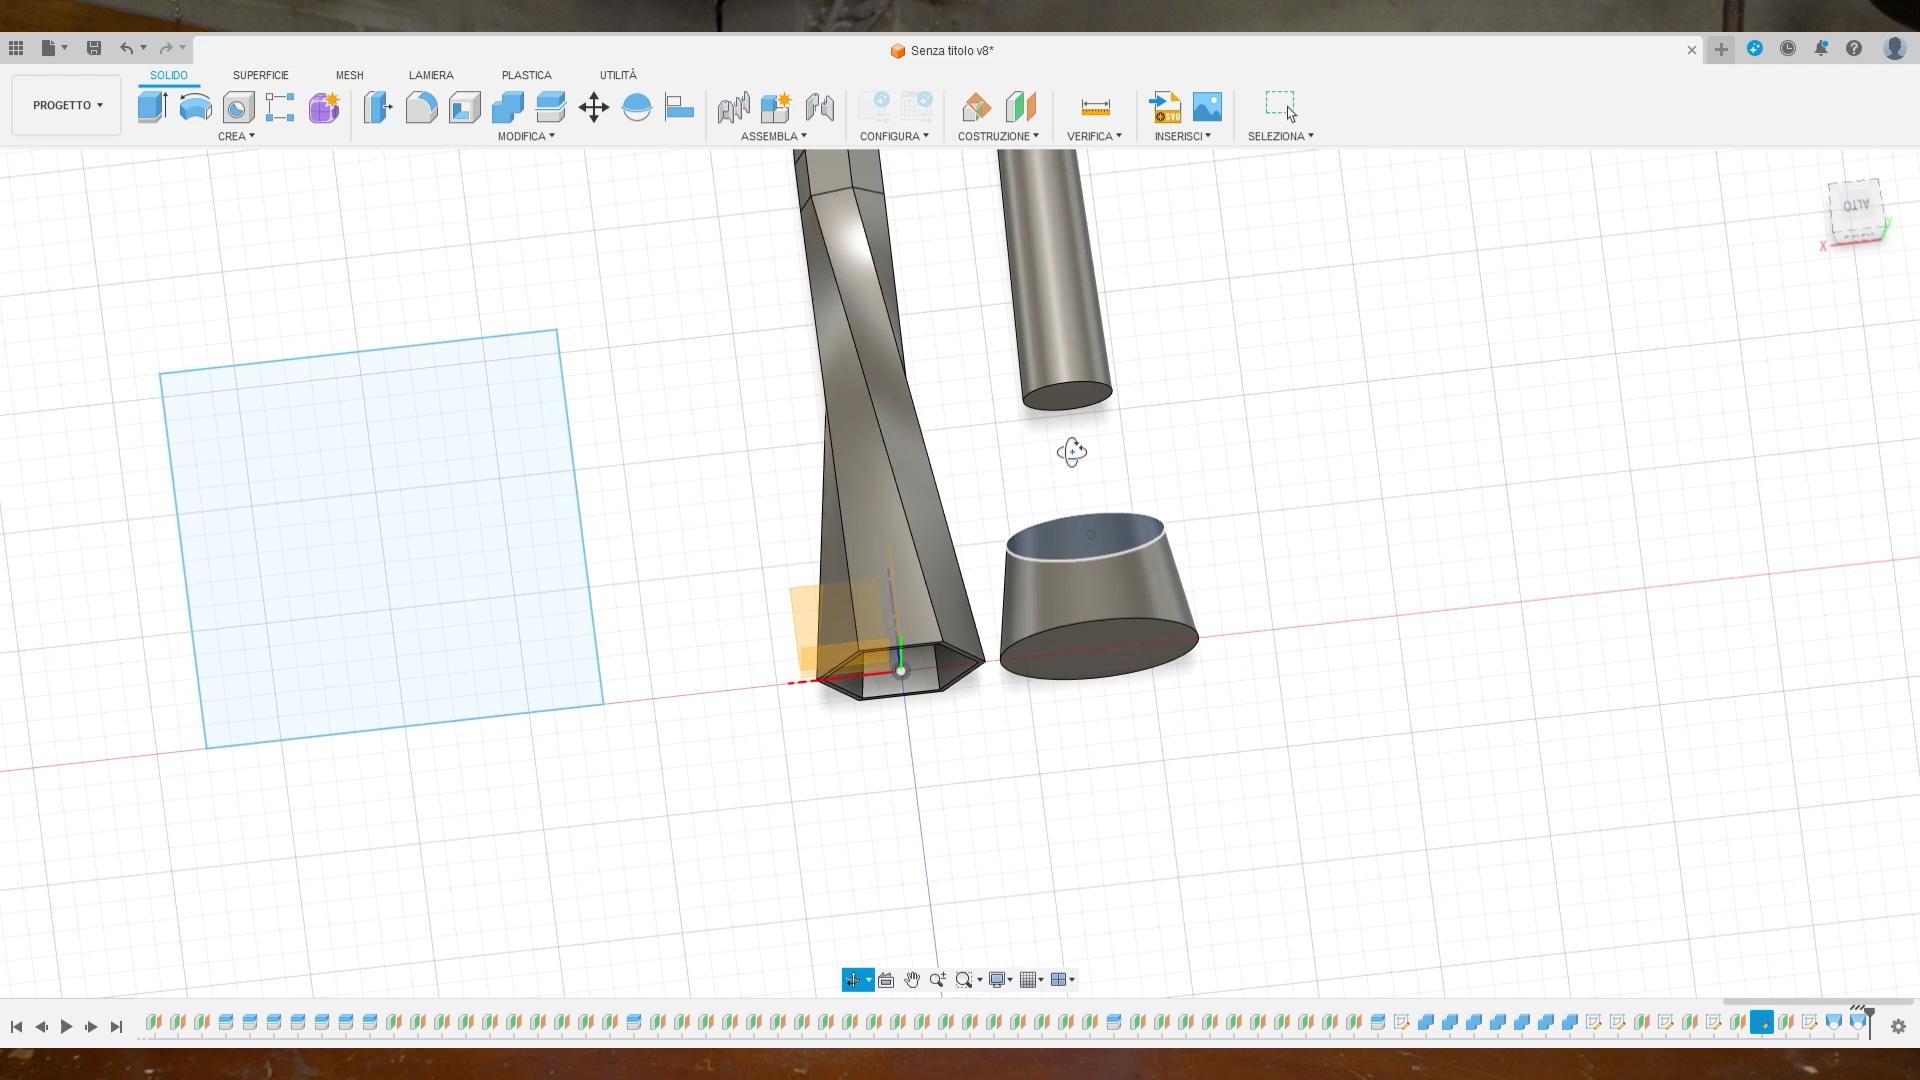 Senza titolo v8*
SOLIDO SUPERFICIE MESH LAMIERA PLASTICA UTILITÀ
PROGETTO
CREA MODIFICA ASSEMBLA CONFIGURA COSTRUZIONE VERIFICA INSERISCI SELEZIONA
SVG
ALTO
X
Y